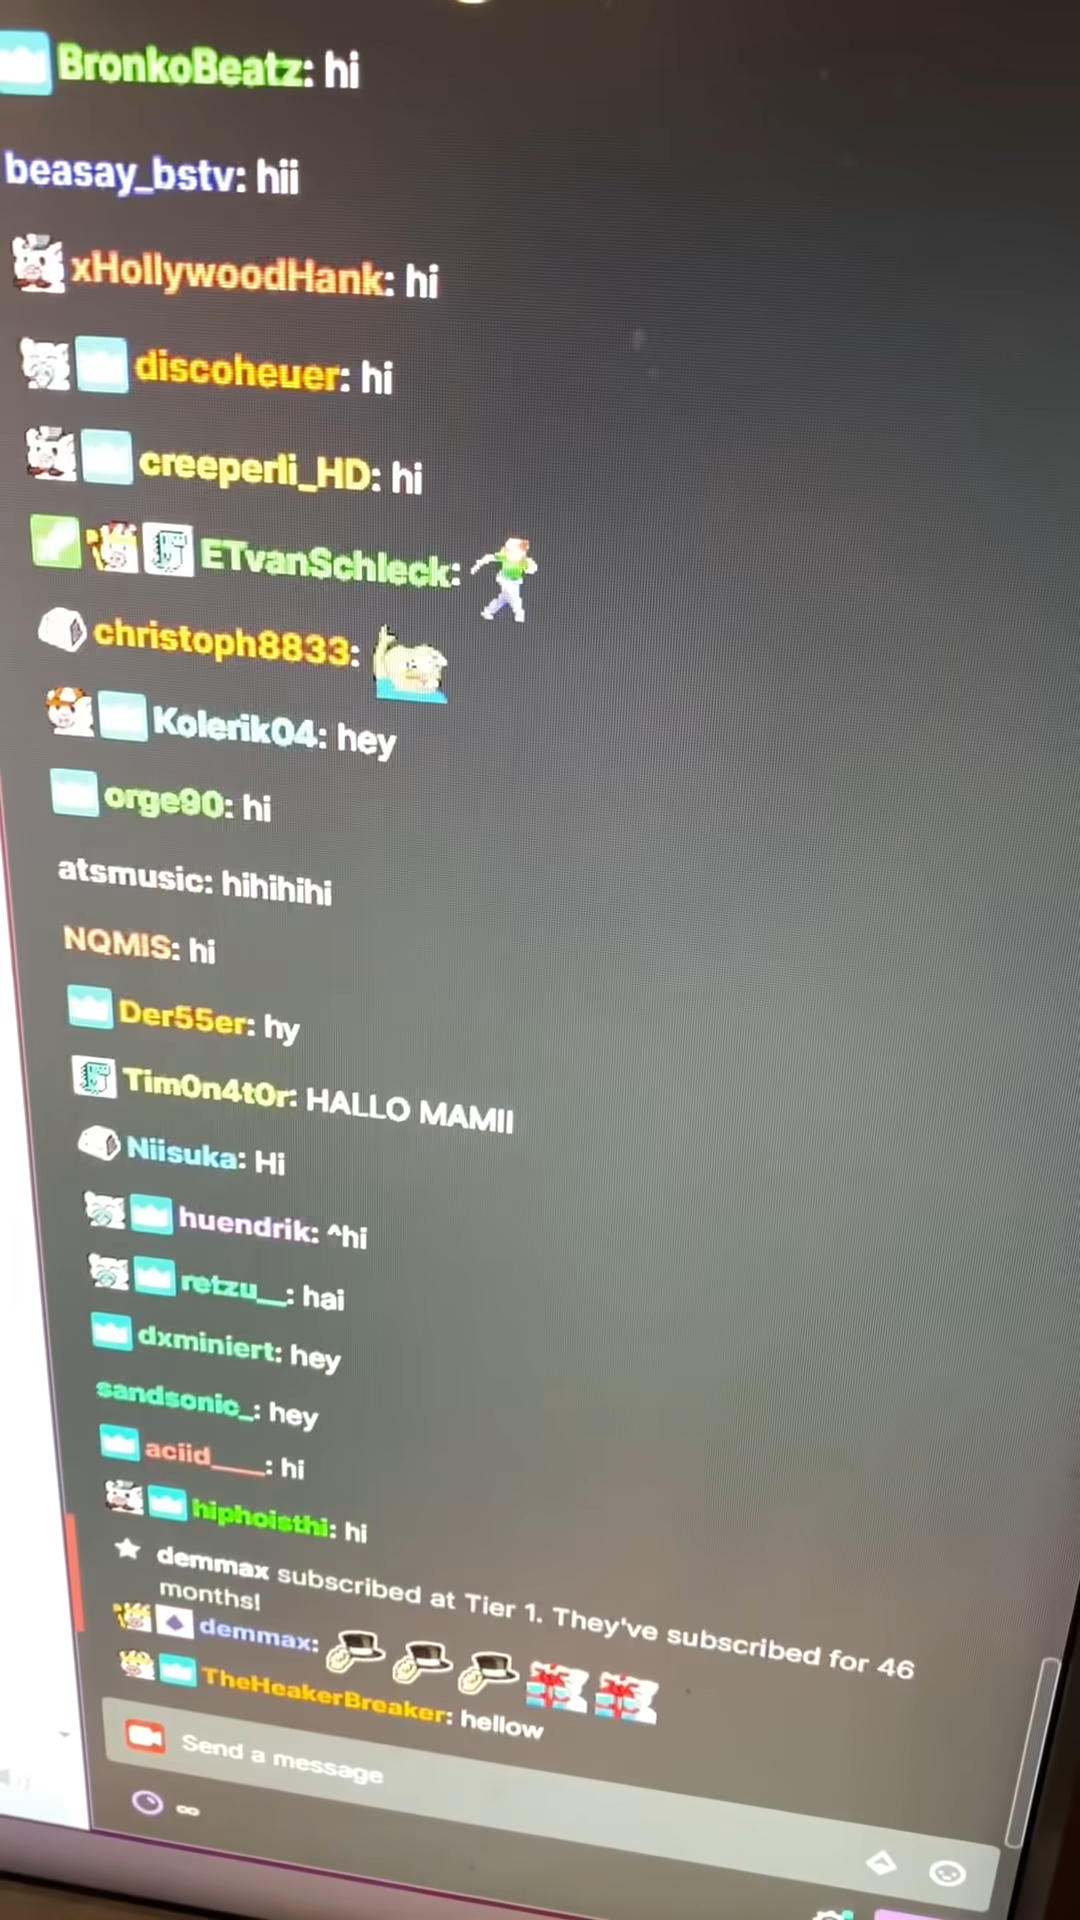 BronkoBeatz: hi
beasay_bstv: hii
xHollywoodHank: hi
discoheuer: hi
creeperli_HD: hi
ETvanSchleck:
christoph8833:
Kolerik04: hey
orge90: hi
atsmusic: hihihihi
NQMIS: hi
Der55er: hy
Tim0n4t0r: HALLO MAMII
Niisuka: Hi
huendrik: ^hi
retzu__: hai
dxminiert: hey
sandsonic_: hey
aciid____: hi
hiphoisthi: hi
demmax subscribed at Tier 1. They've subscribed for 46
months!
demmax:
TheHeakerBreaker: hellow
Send a message
∞